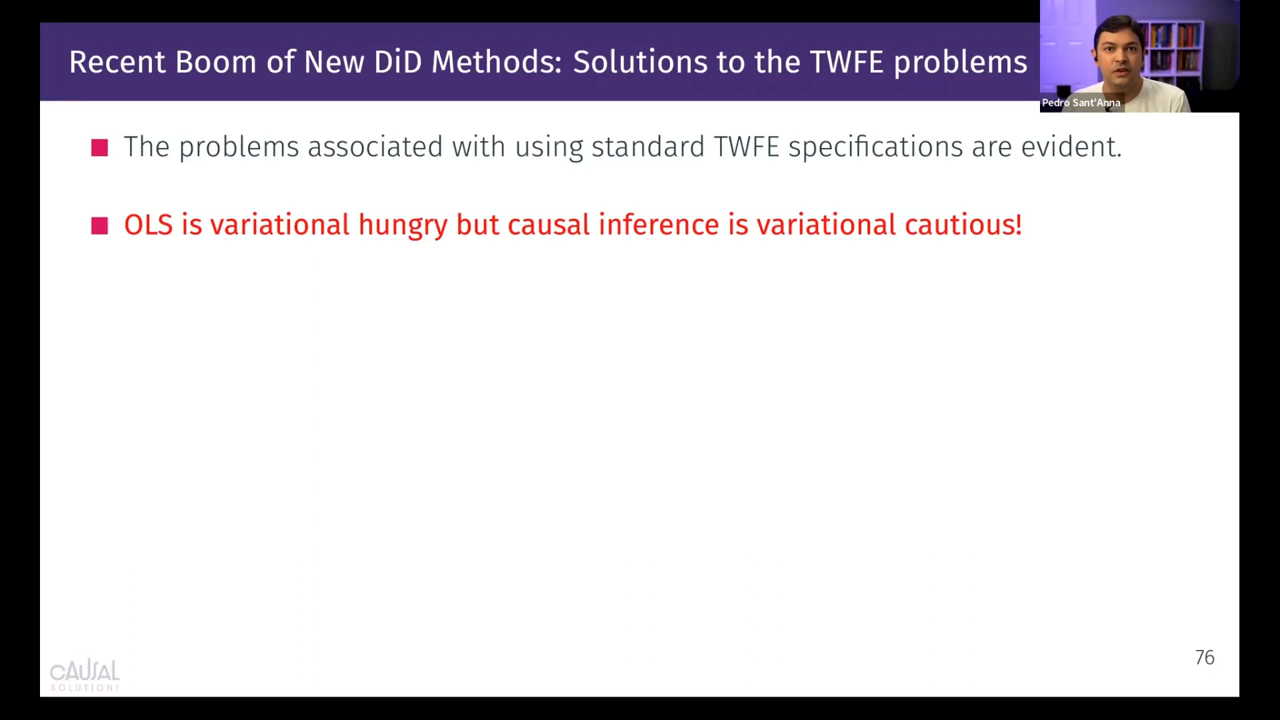 Recent Boom of New DiD Methods: Solutions to the TWFE problems
Pedro Sant'Anna
The problems associated with using standard TWFE specifications are evident.
OLS is variational hungry but causal inference is variational cautious!
76
CAUSAL
SOLUTIONS